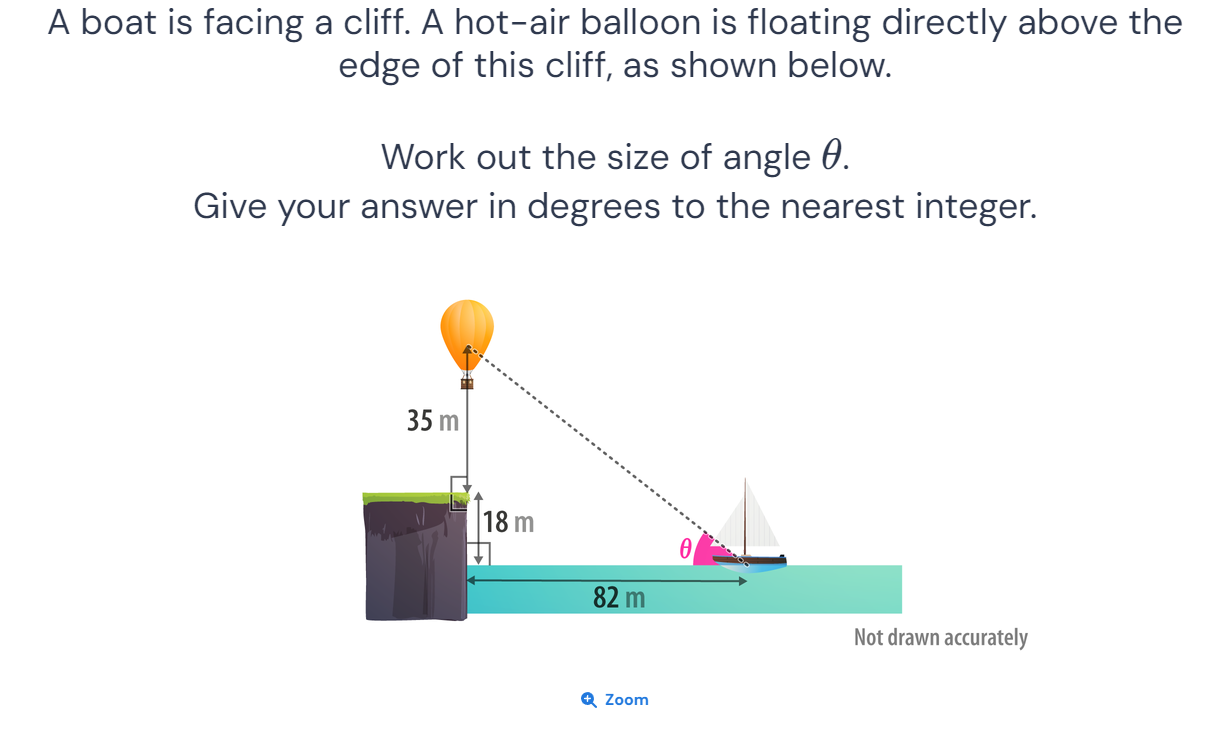 A boat is facing a cliff. A hot-air balloon is floating directly above the
edge of this cliff, as shown below.
Work out the size of angle θ.
Give your answer in degrees to the nearest integer.
35 m
18 m
θ
82 m
Not drawn accurately
Zoom